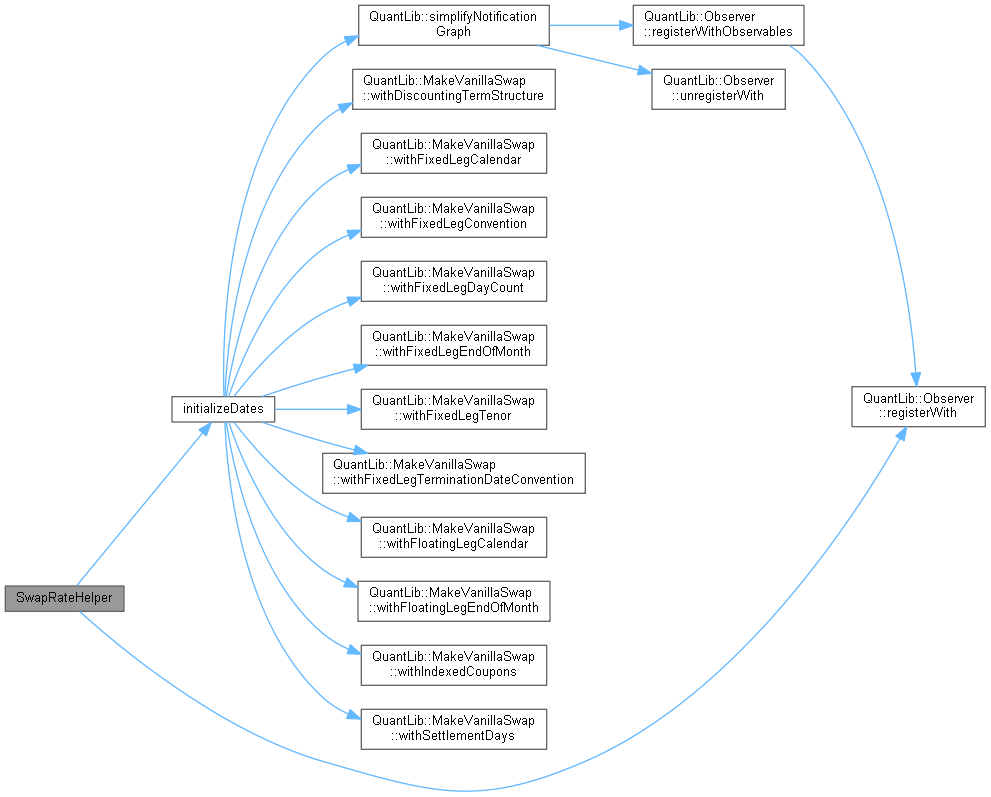 QuantLib::simplifyNotification
Graph
QuantLib::Observer
::registerWithObservables
QuantLib::Observer
::unregisterWith
QuantLib::MakeVanillaSwap
::withDiscountingTermStructure
QuantLib::MakeVanillaSwap
::withFixedLegCalendar
QuantLib::MakeVanillaSwap
::withFixedLegConvention
QuantLib::MakeVanillaSwap
::withFixedLegDayCount
QuantLib::MakeVanillaSwap
::withFixedLegEndOfMonth
initializeDates
QuantLib::MakeVanillaSwap
::withFixedLegTenor
QuantLib::Observer
::registerWith
QuantLib::MakeVanillaSwap
::withFixedLegTerminationDateConvention
QuantLib::MakeVanillaSwap
::withFloatingLegCalendar
SwapRateHelper
QuantLib::MakeVanillaSwap
::withFloatingLegEndOfMonth
QuantLib::MakeVanillaSwap
::withIndexedCoupons
QuantLib::MakeVanillaSwap
::withSettlementDays